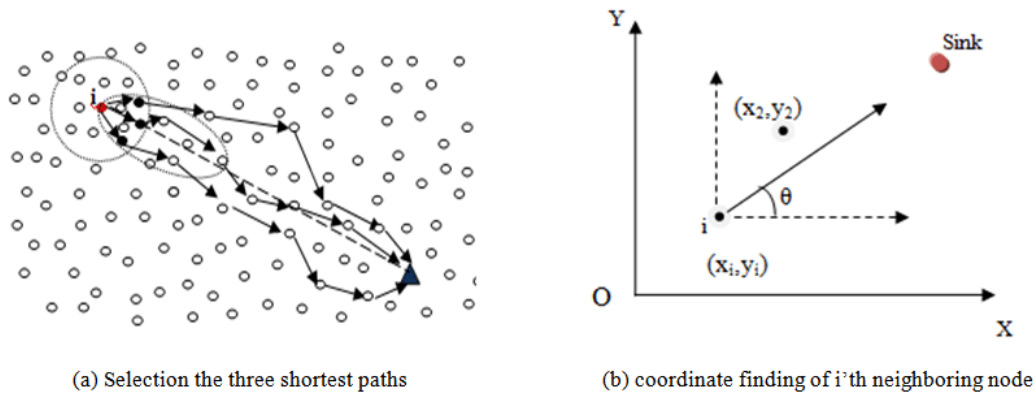 i
Y
Sink
(x₂,y₂)
θ
i
(xᵢ,yᵢ)
O
X
(a) Selection the three shortest paths
(b) coordinate finding of i'th neighboring node